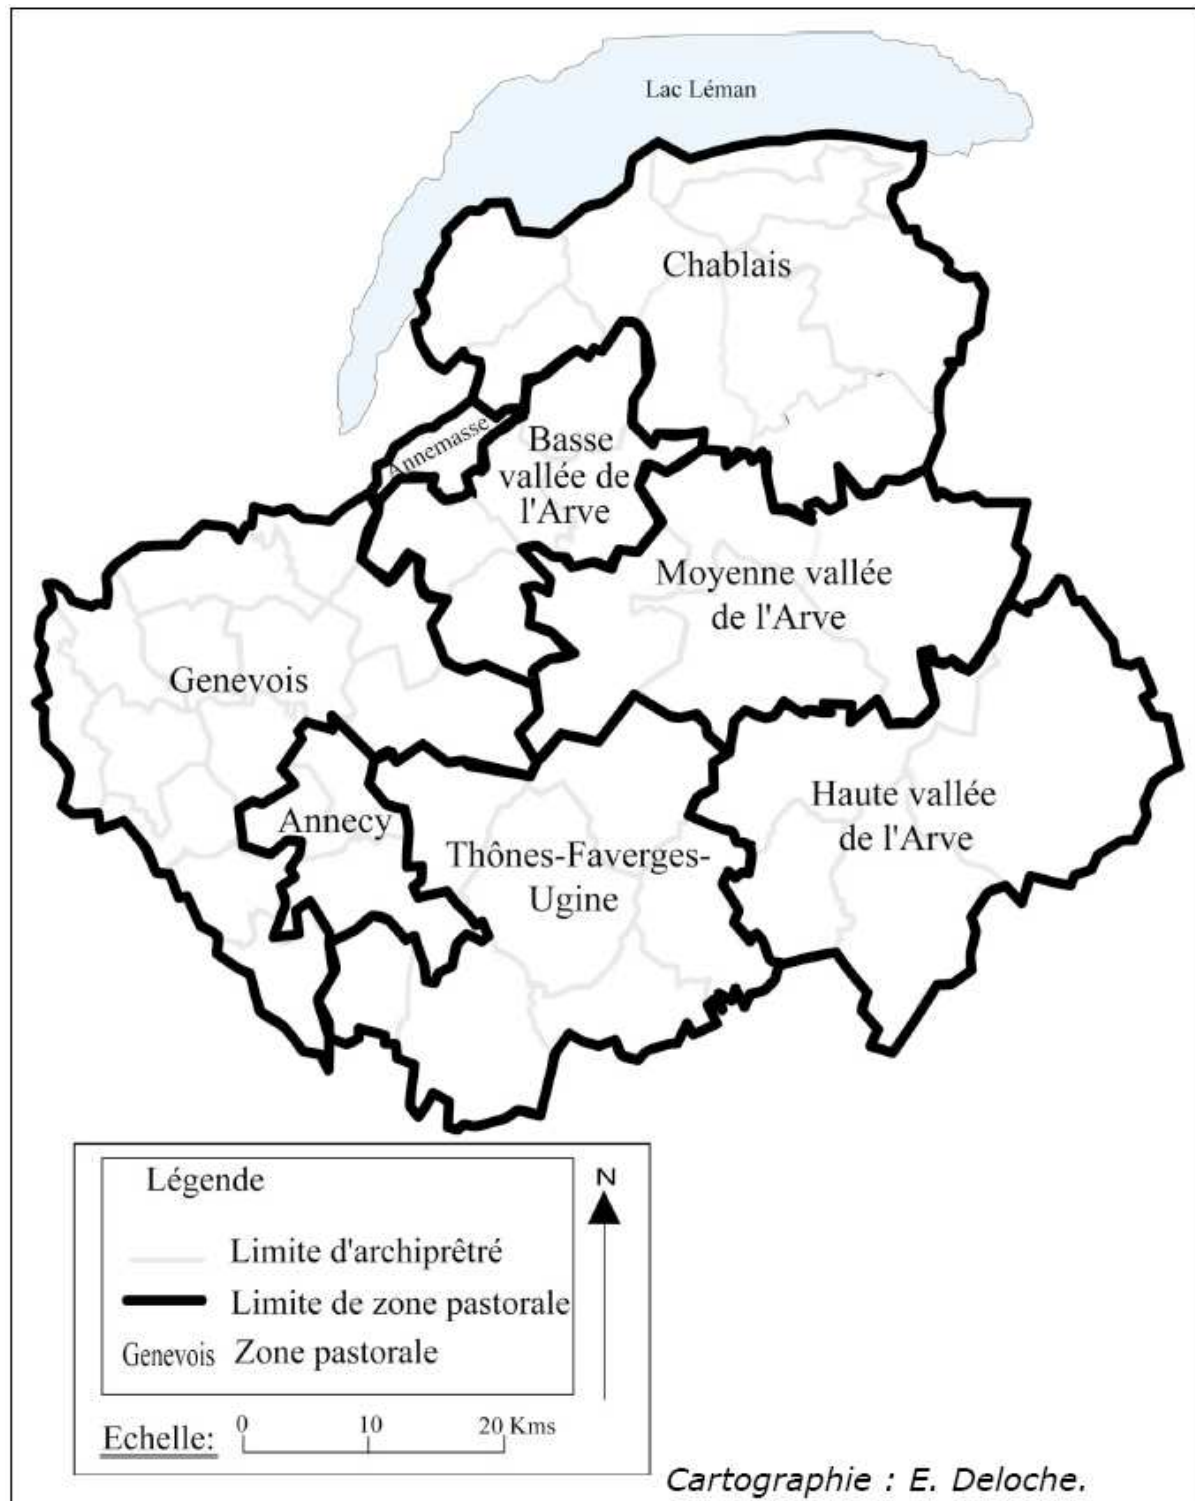 Lac Léman
Chablais
Annemasse
Basse
vallée de
l'Arve
Moyenne vallée
de l'Arve
Genevois
Haute vallée
de l'Arve
Annecy
Thônes-Faverges-
Ugine
Légende
Limite d'archiprêtré
Limite de zone pastorale
Genevois Zone pastorale
N
Echelle: 0 10 20 Kms
Cartographie : E. Deloche.